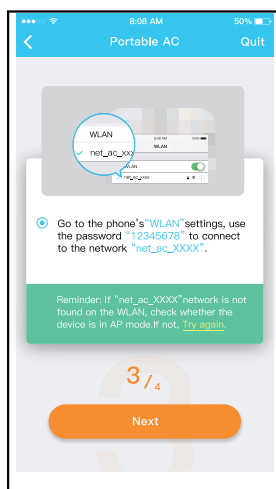 8:08 AM 50%
Portable AC Quit
WLAN
net_ac_xxx
WLAN
WLAN
net_ac_xxxx
Go to the phone's“WLAN”settings, use
the password “12345678” to connect
to the network “net_ac_XXXX”.
Reminder: If “net_ac_XXXX”network is not
found on the WLAN, check whether the
device is in AP mode.If not, Try again.
3/4
Next